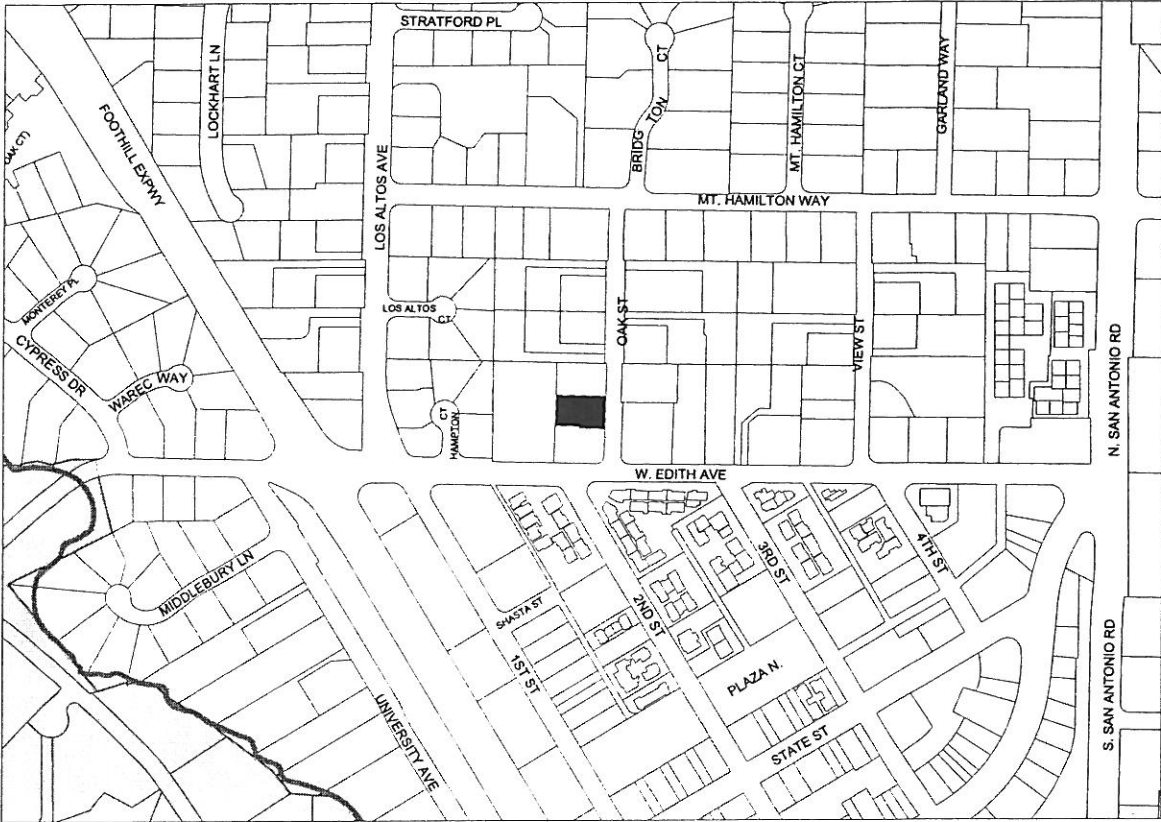 STRATFORD PL
LOCKHART LN
FOOTHILL EXPWY
OAK CT)
LOS ALTOS AVE
BRIDG
TON
CT
MT. HAMILTON CT
GARLAND WAY
MT. HAMILTON WAY
MONTEREY PL
CYPRESS DR
WAREC WAY
LOS ALTOS
CT
HAMPTON
CT
OAK ST
VIEW ST
N. SAN ANTONIO RD
W. EDITH AVE
MIDDLEBURY LN
SHASTA ST
1ST ST
2ND ST
3RD ST
4TH ST
UNIVERSITY AVE
PLAZA N.
STATE ST
S. SAN ANTONIO RD